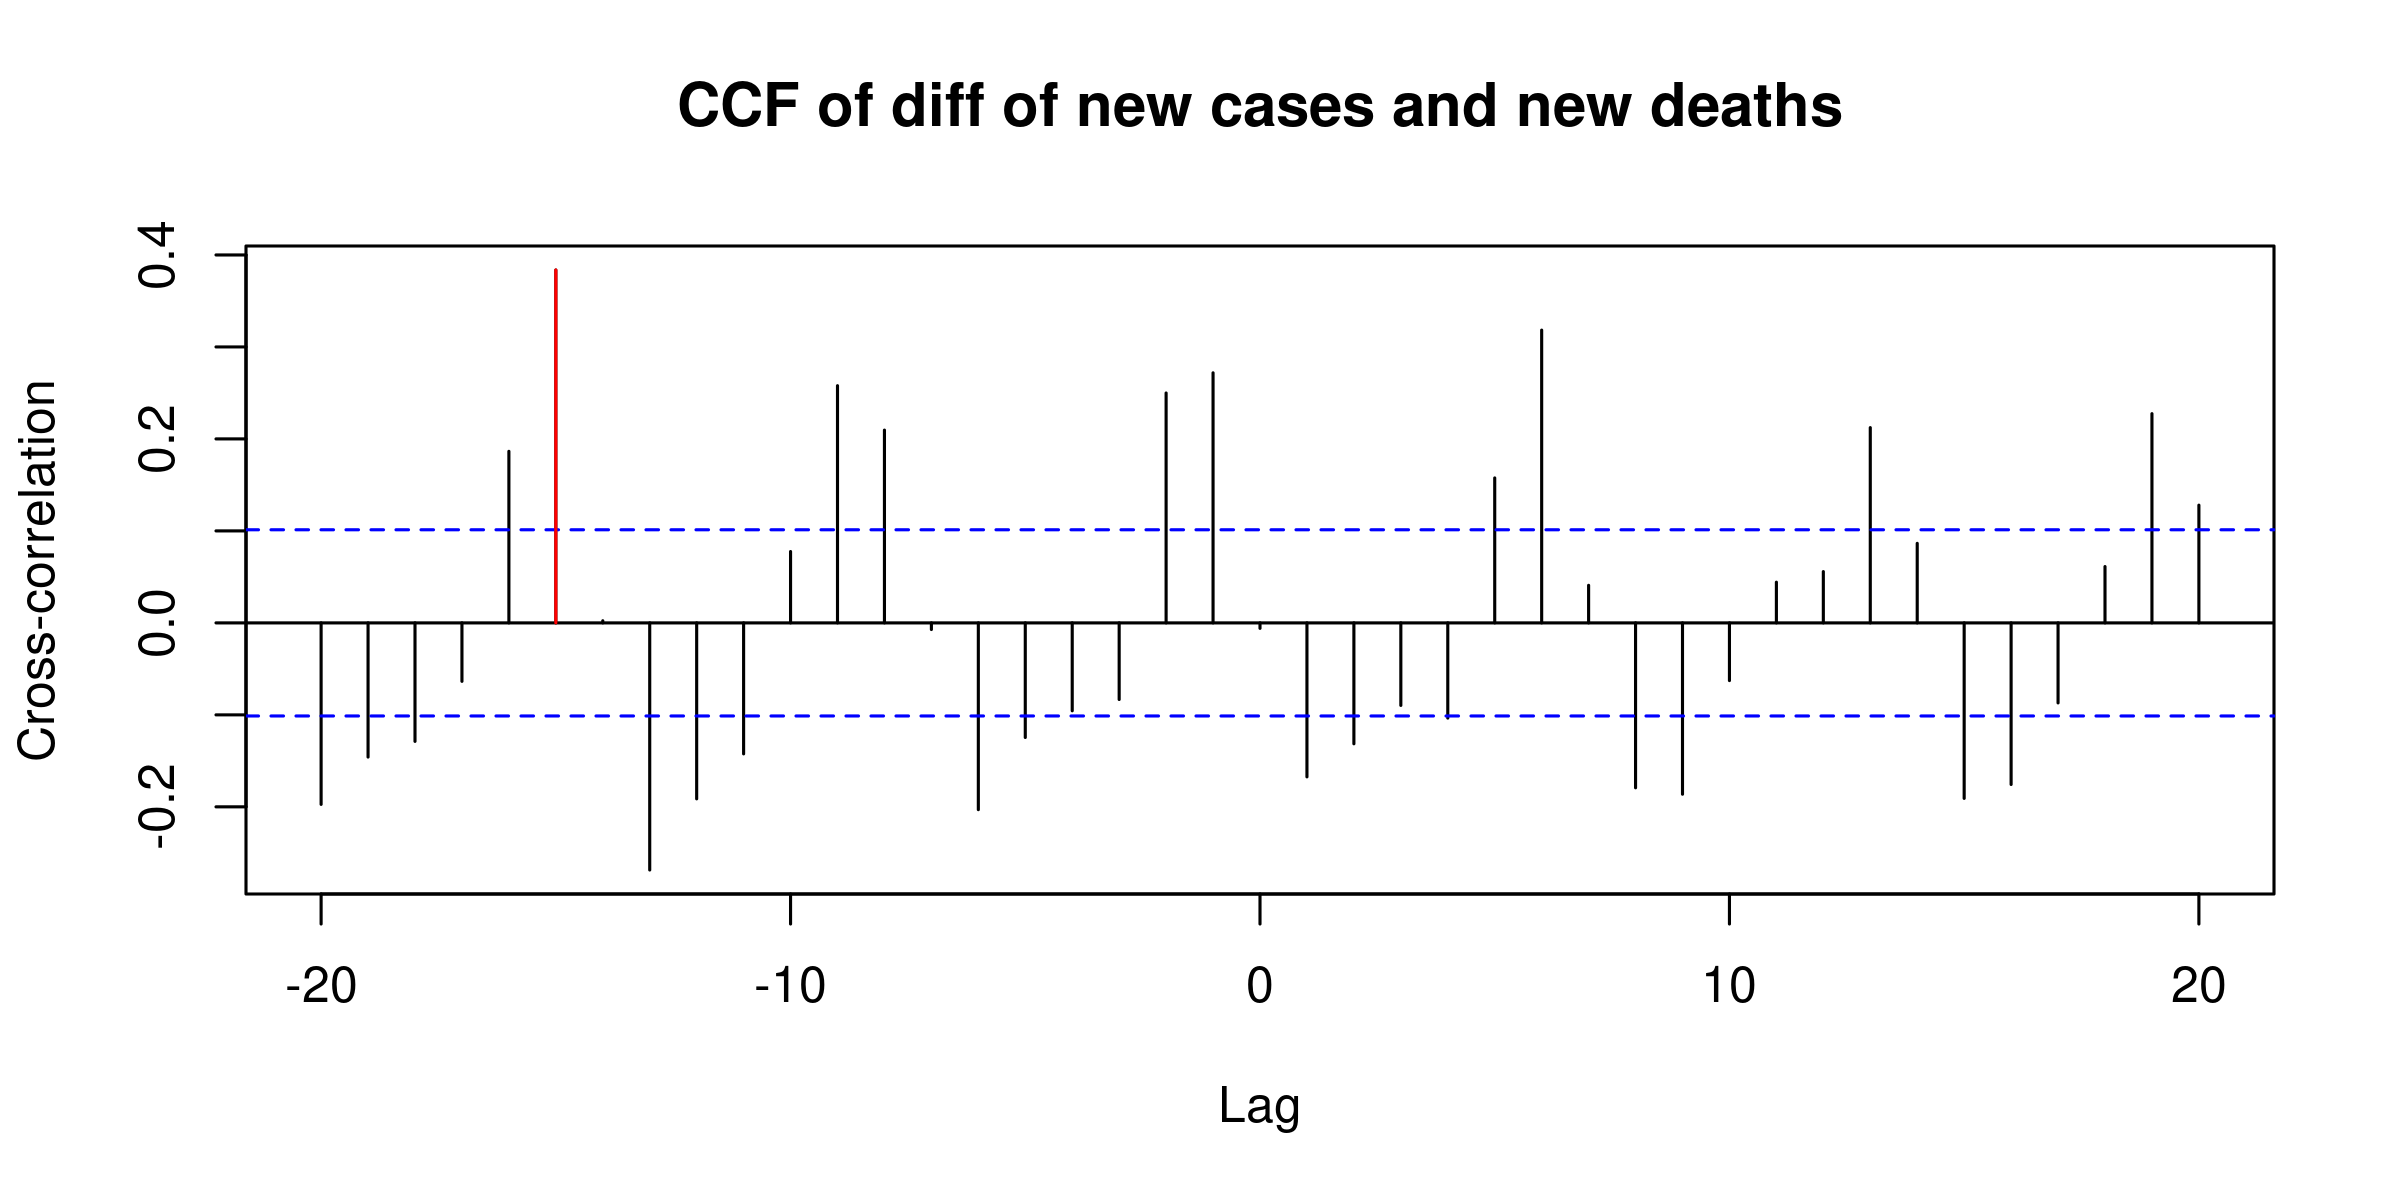 CCF of diff of new cases and new deaths
Cross-correlation
0.4
0.2
0.0
-0.2
-20 -10 0 10 20
Lag